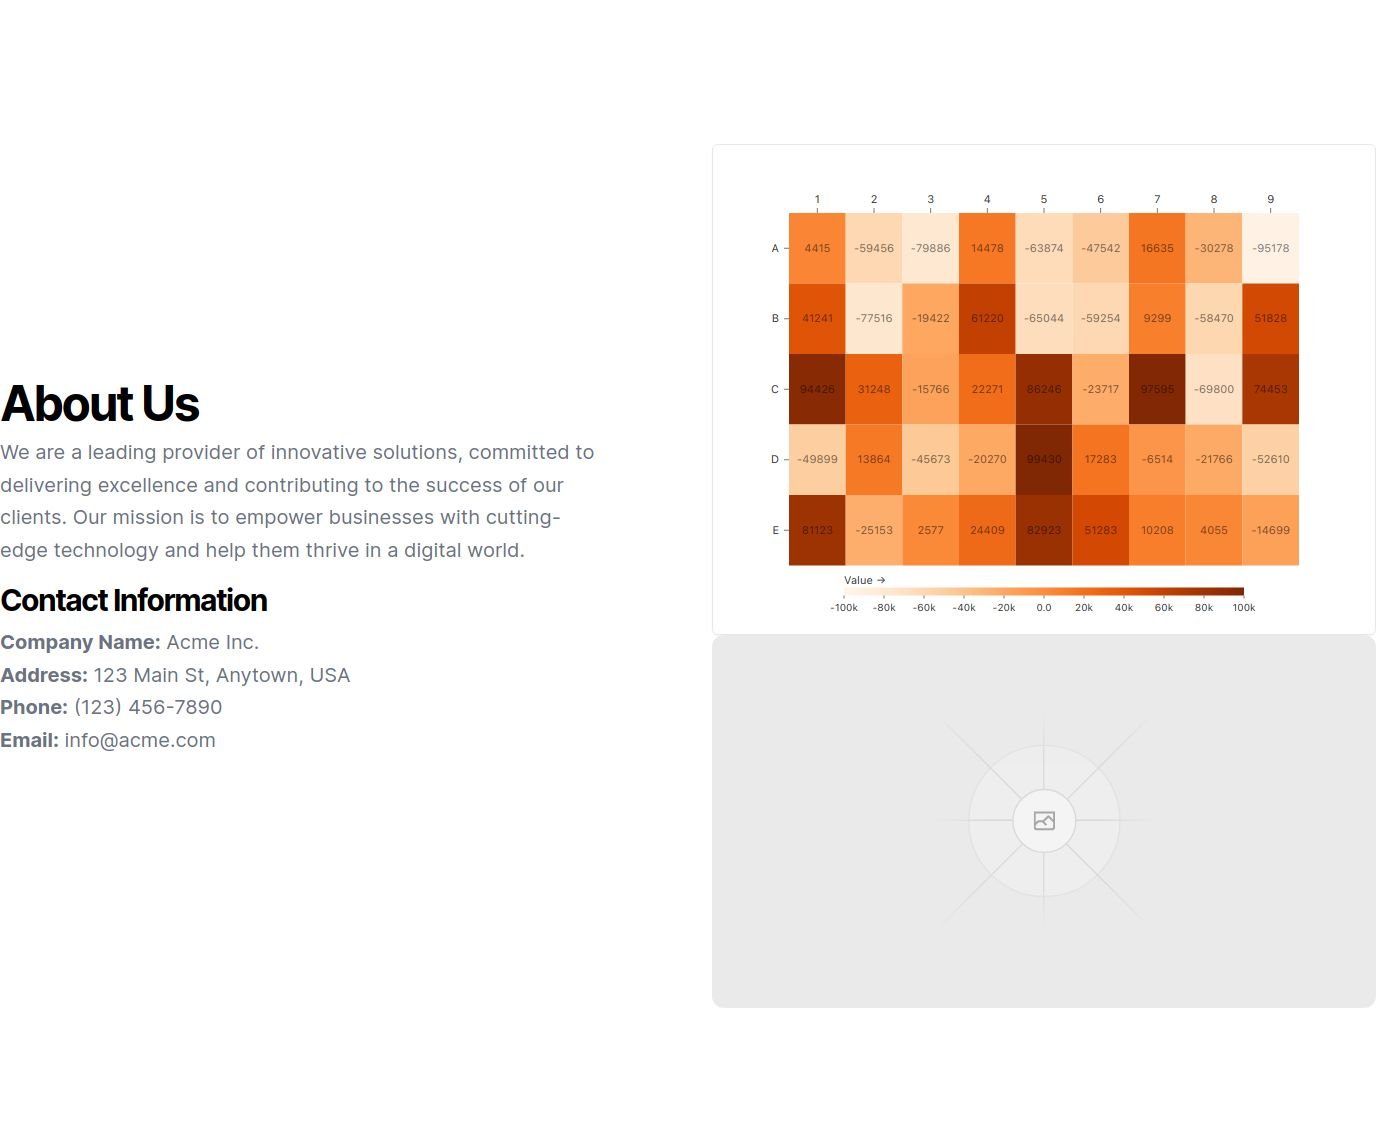 About Us
We are a leading provider of innovative solutions, committed to
delivering excellence and contributing to the success of our
clients. Our mission is to empower businesses with cutting-
edge technology and help them thrive in a digital world.
Contact Information
Company Name: Acme Inc.
Address: 123 Main St, Anytown, USA
Phone: (123) 456-7890
Email: info@acme.com
1 2 3 4 5 6 7 8 9
A 4415 -59456 -79886 14478 -63874 -47542 16635 -30278 -95178
B 41241 -77516 -19422 61220 -65044 -59254 9299 -58470 51828
C 94426 31248 -15766 22271 86246 -23717 97595 -69800 74453
D -49899 13864 -45673 -20270 99430 17283 -6514 -21766 -52610
E 81123 -25153 2577 24409 82923 51283 10208 4055 -14699
Value →
-100k -80k -60k -40k -20k 0.0 20k 40k 60k 80k 100k